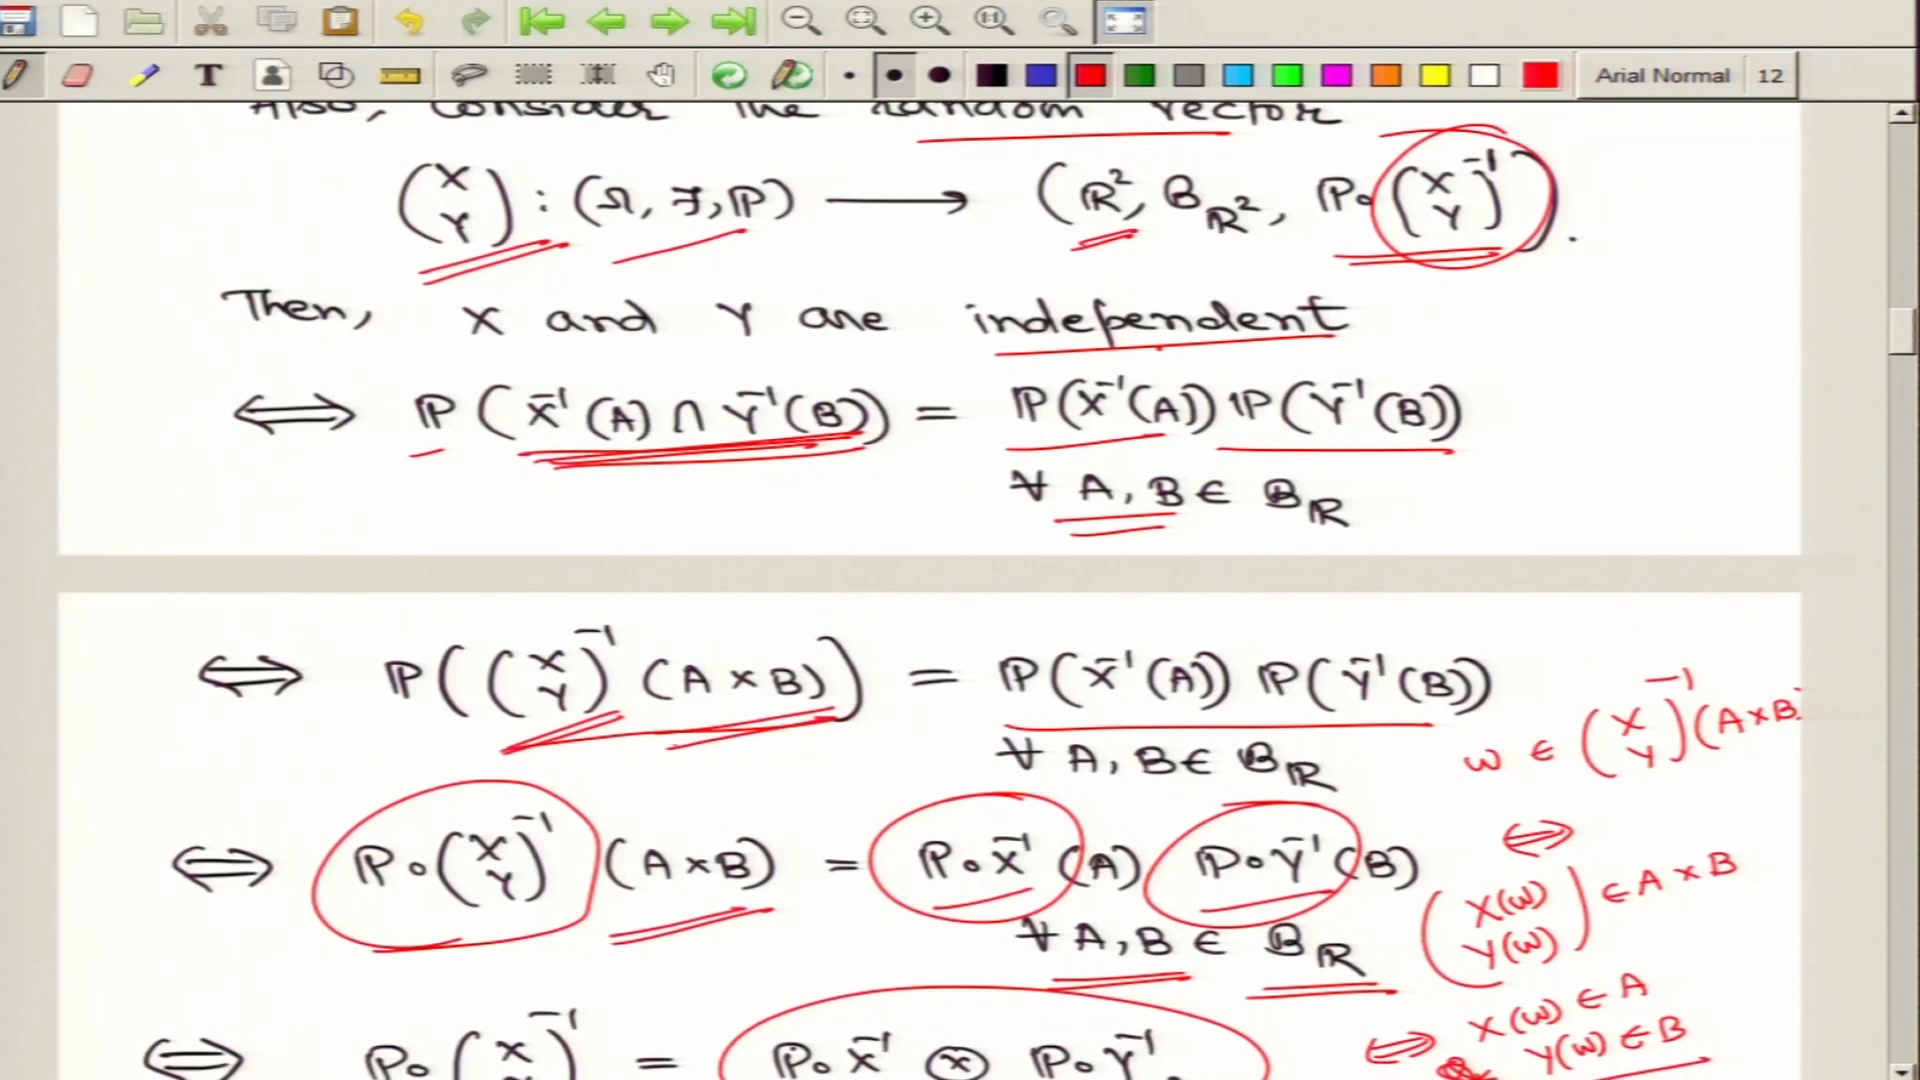 Arial Normal 12
Also, consider the random vector
(X Y) : (Ω, F, ℙ) ⟶ (ℝ², B_ℝ², ℙ∘(X Y)⁻¹).
Then, X and Y are independent
⟺ ℙ(X⁻¹(A) ∩ Y⁻¹(B)) = ℙ(X⁻¹(A)) ℙ(Y⁻¹(B))
∀ A, B ∈ B_ℝ
⟺ ℙ((X Y)⁻¹(A × B)) = ℙ(X⁻¹(A)) ℙ(Y⁻¹(B))
∀ A, B ∈ B_ℝ
ω ∈ (X Y)⁻¹(A×B)
⟺ ℙ∘(X Y)⁻¹(A×B) = ℙ∘X⁻¹(A) ℙ∘Y⁻¹(B)
∀ A, B ∈ B_ℝ
⟺
(X(ω) Y(ω)) ∈ A × B
⟺ X(ω) ∈ A
Y(ω) ∈ B
⟺ ℙ∘(X Y)⁻¹ = ℙ∘X⁻¹ ⊗ ℙ∘Y⁻¹.